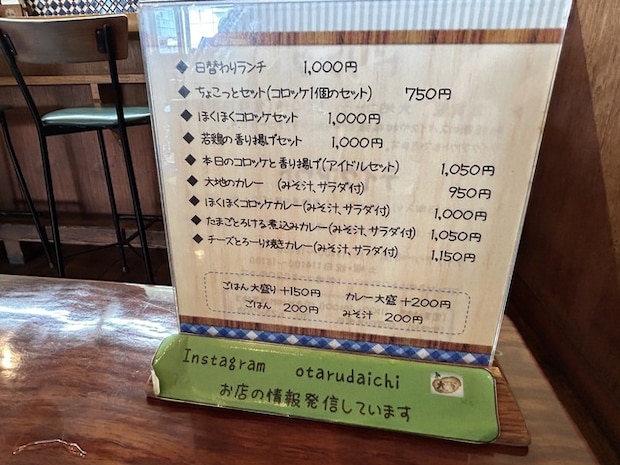 ◆ 日替わりランチ 1,000円
◆ ちょこっとセット(コロッケ1個のセット) 750円
◆ ほくほくコロッケセット 1,000円
◆ 若鶏の香り揚げセット 1,000円
◆ 本日のコロッケと香り揚げ(アイドルセット) 1,050円
◆ 大地のカレー (みそ汁、サラダ付) 950円
◆ ほくほくコロッケカレー(みそ汁、サラダ付) 1,000円
◆ たまごとろける煮込みカレー(みそ汁、サラダ付) 1,050円
◆ チーズとろーり焼きカレー(みそ汁、サラダ付) 1,150円
ごはん大盛り+150円 カレー大盛+200円
ごはん 200円 みそ汁 200円
Instagram otarudaichi
お店の情報発信しています